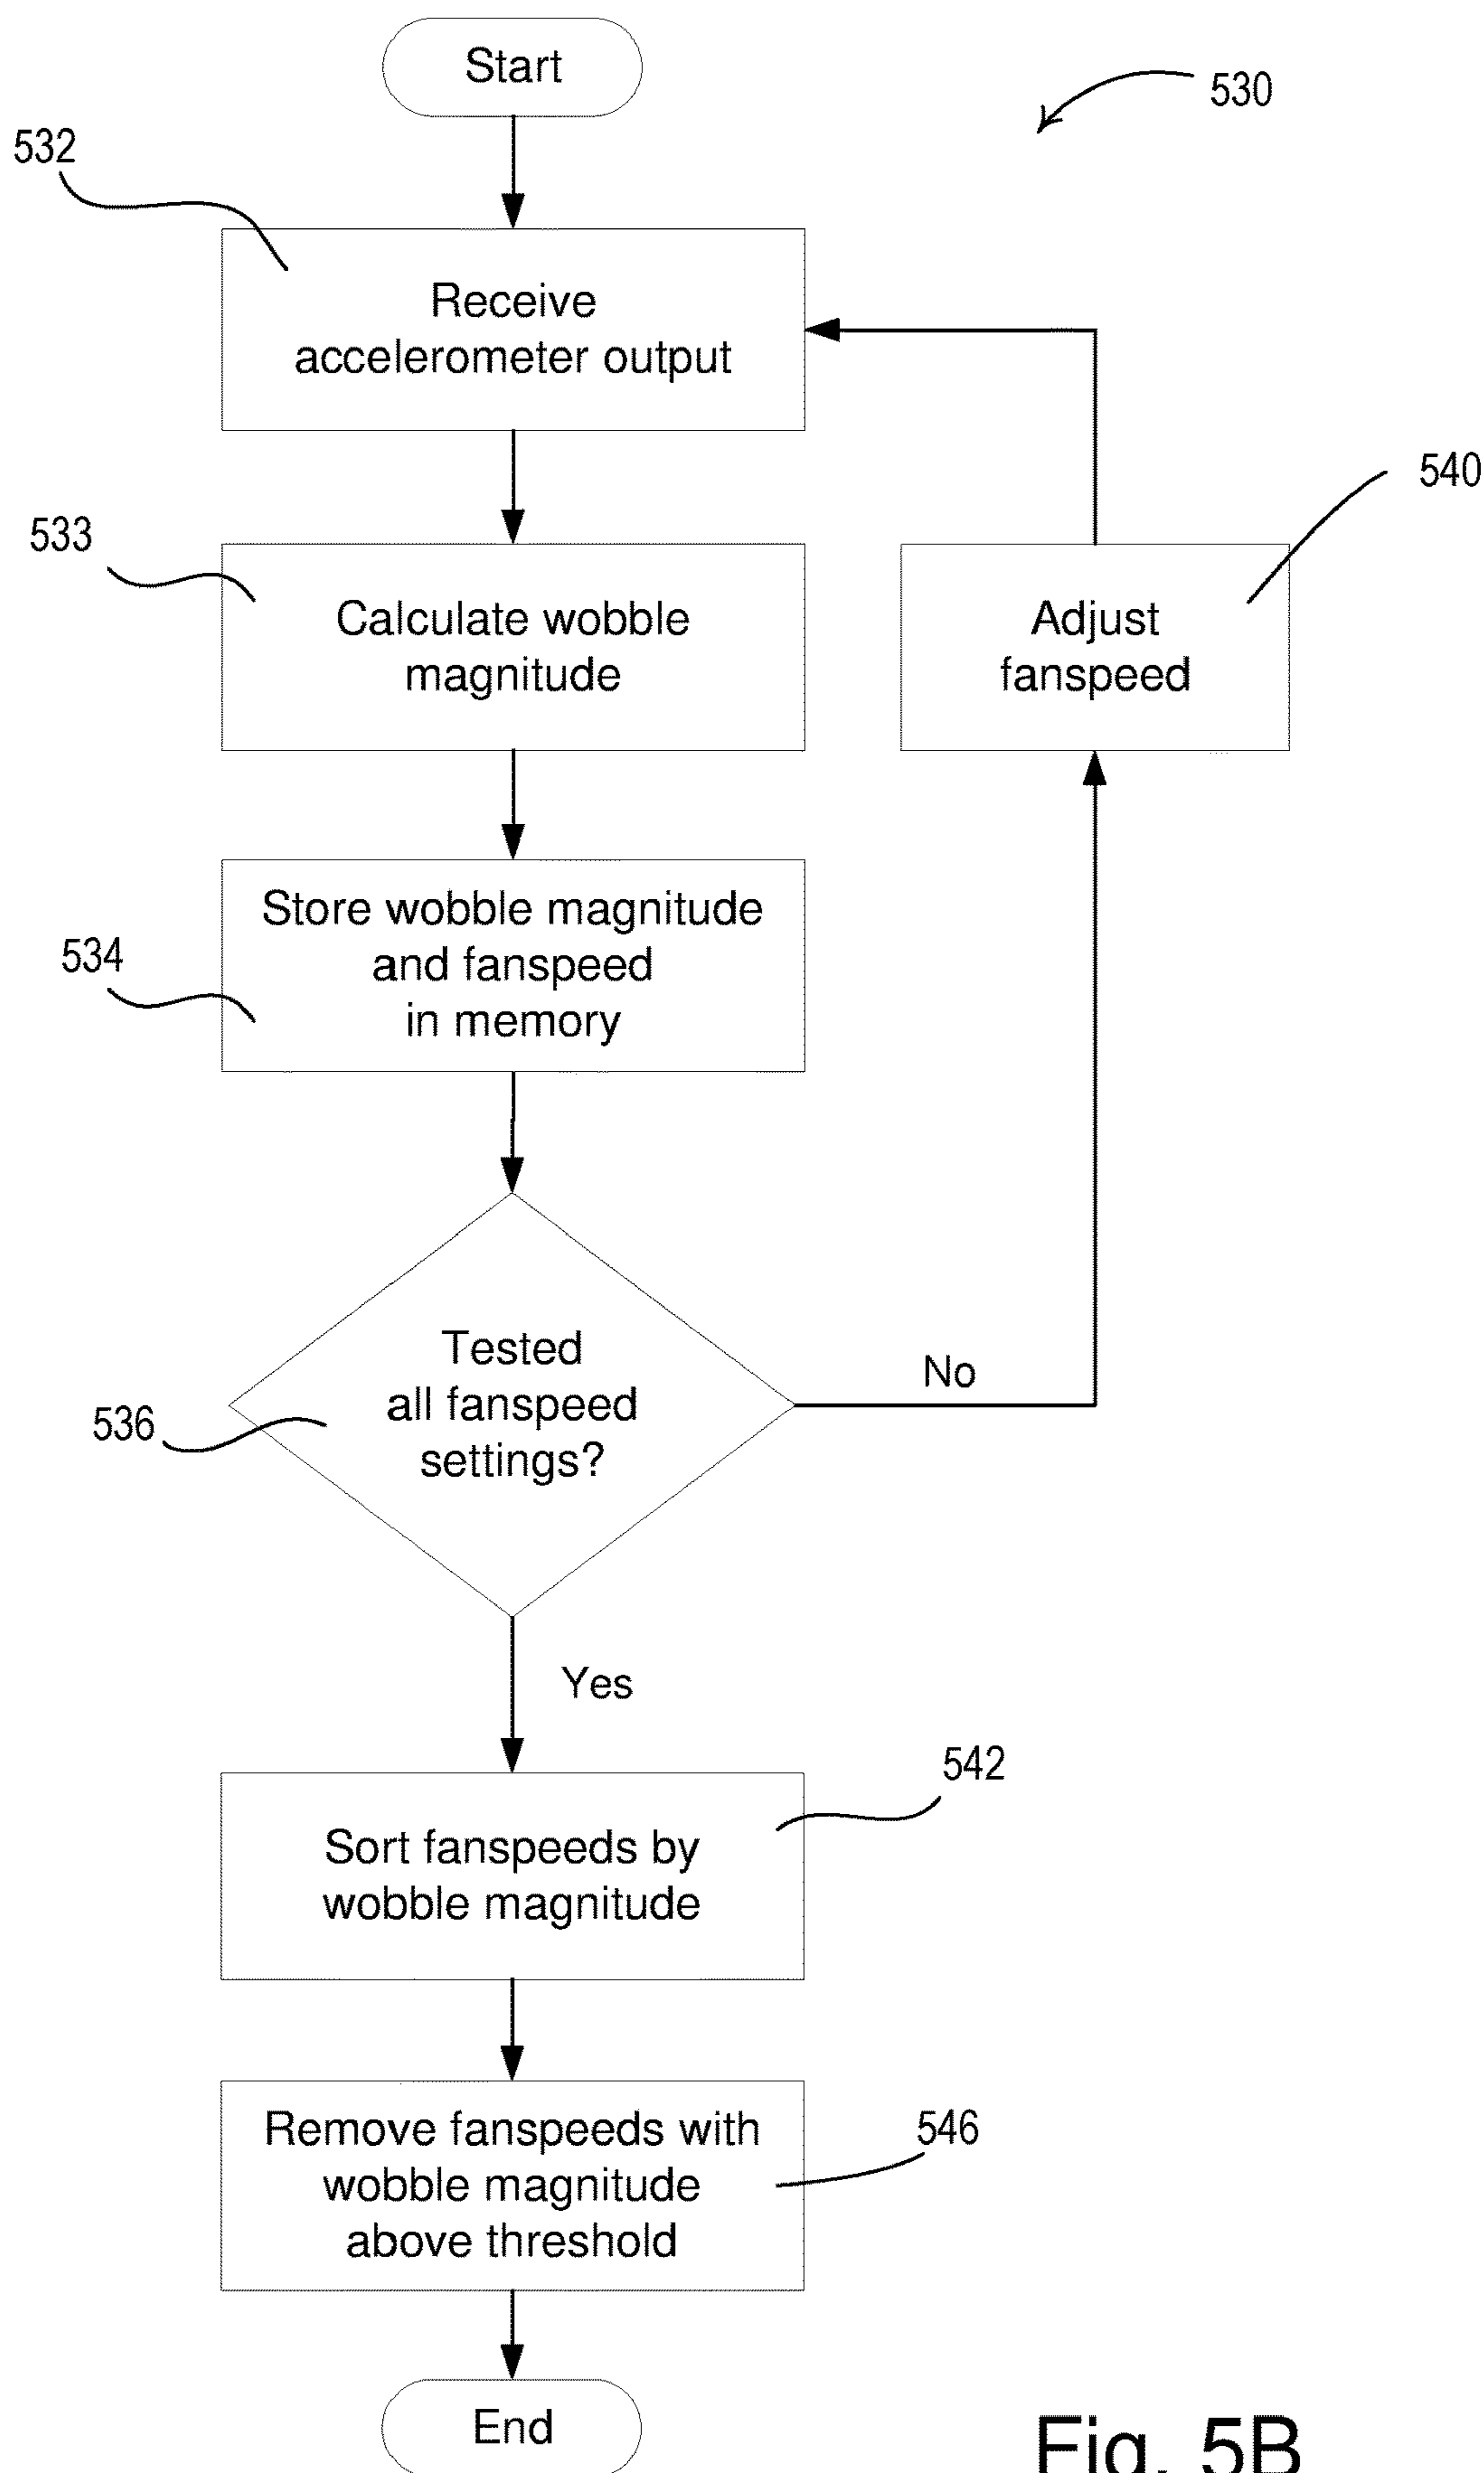 Start
530
532
Receive
accelerometer output
540
533
Calculate wobble
magnitude
Adjust
fanspeed
534
Store wobble magnitude
and fanspeed
in memory
536
Tested
all fanspeed
settings?
No
Yes
542
Sort fanspeeds by
wobble magnitude
546
Remove fanspeeds with
wobble magnitude
above threshold
End
Fig. 5B